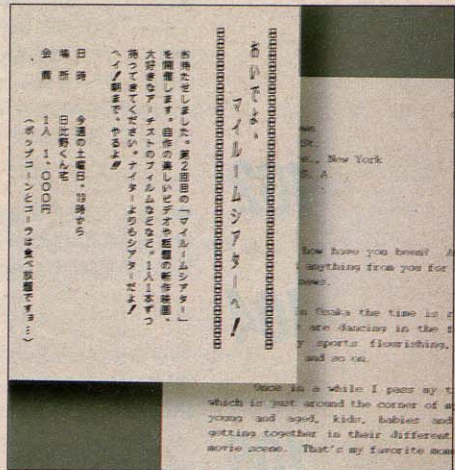 おいでよ、
マイルームシアターへ!
お待たせしました。第2回目の「マイルームシアター」
を開催します。自作の楽しいビデオや話題の新作映画、
大好きなアーチストのフィルムなどなど。1人1本ずつ
持ってきてください。ナイターよりもシアターだよ!
ヘイ!朝まで、やるよ!!
日 時 今週の土曜日・19時から
場 所 日比野くん宅
会 費 1人 1,000円
(ポップコーンとコーラは食べ放題ですョ…)
St.
New York
S. A.
how have you been?
anything from you for
news.
in Osaka the time is
are dancing in the
sports flourishing,
and so on.
Once in a while I pass my
which is just around the corner of
young and aged, kids, babies and
getting together in their different
movie scene. That's my favorite